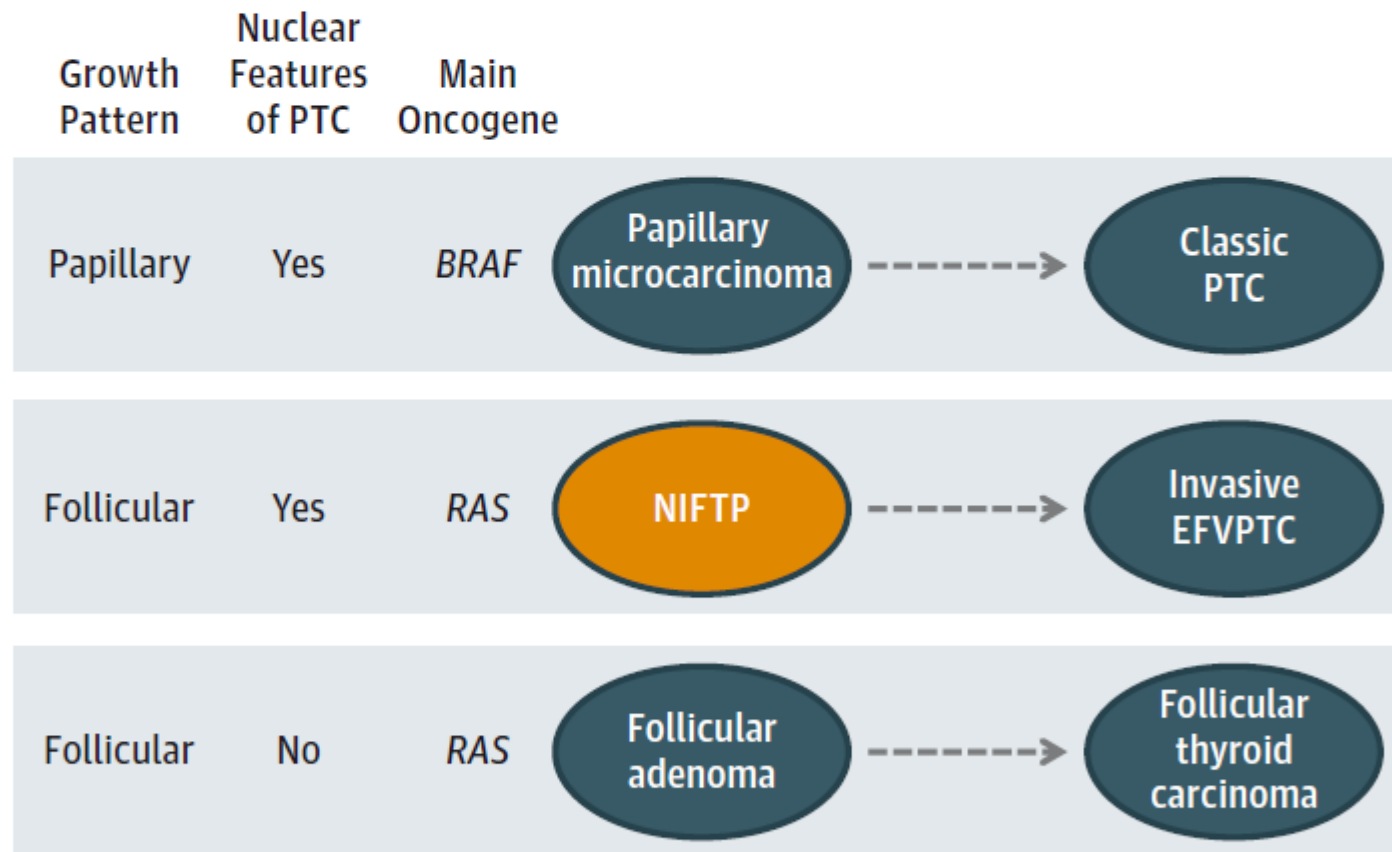 Growth
Pattern
Nuclear
Features
of PTC
Main
Oncogene
Papillary
Yes
BRAF
Papillary
microcarcinoma
Classic
PTC
Follicular
Yes
RAS
NIFTP
Invasive
EFVPTC
Follicular
No
RAS
Follicular
adenoma
Follicular
thyroid
carcinoma